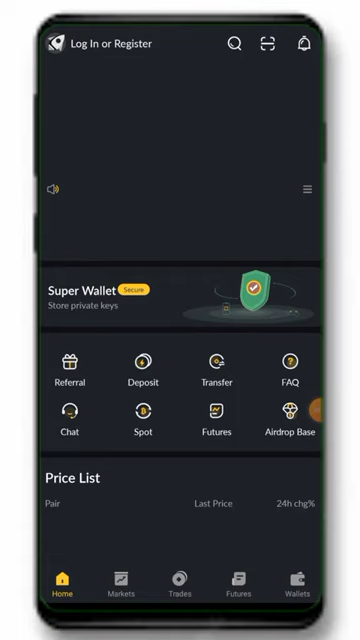 Log In or Register
Super Wallet Secure
Store private keys
Referral Deposit Transfer FAQ
Chat Spot Futures Airdrop Base
Price List
Pair Last Price 24h chg%
Home Markets Trades Futures Wallets